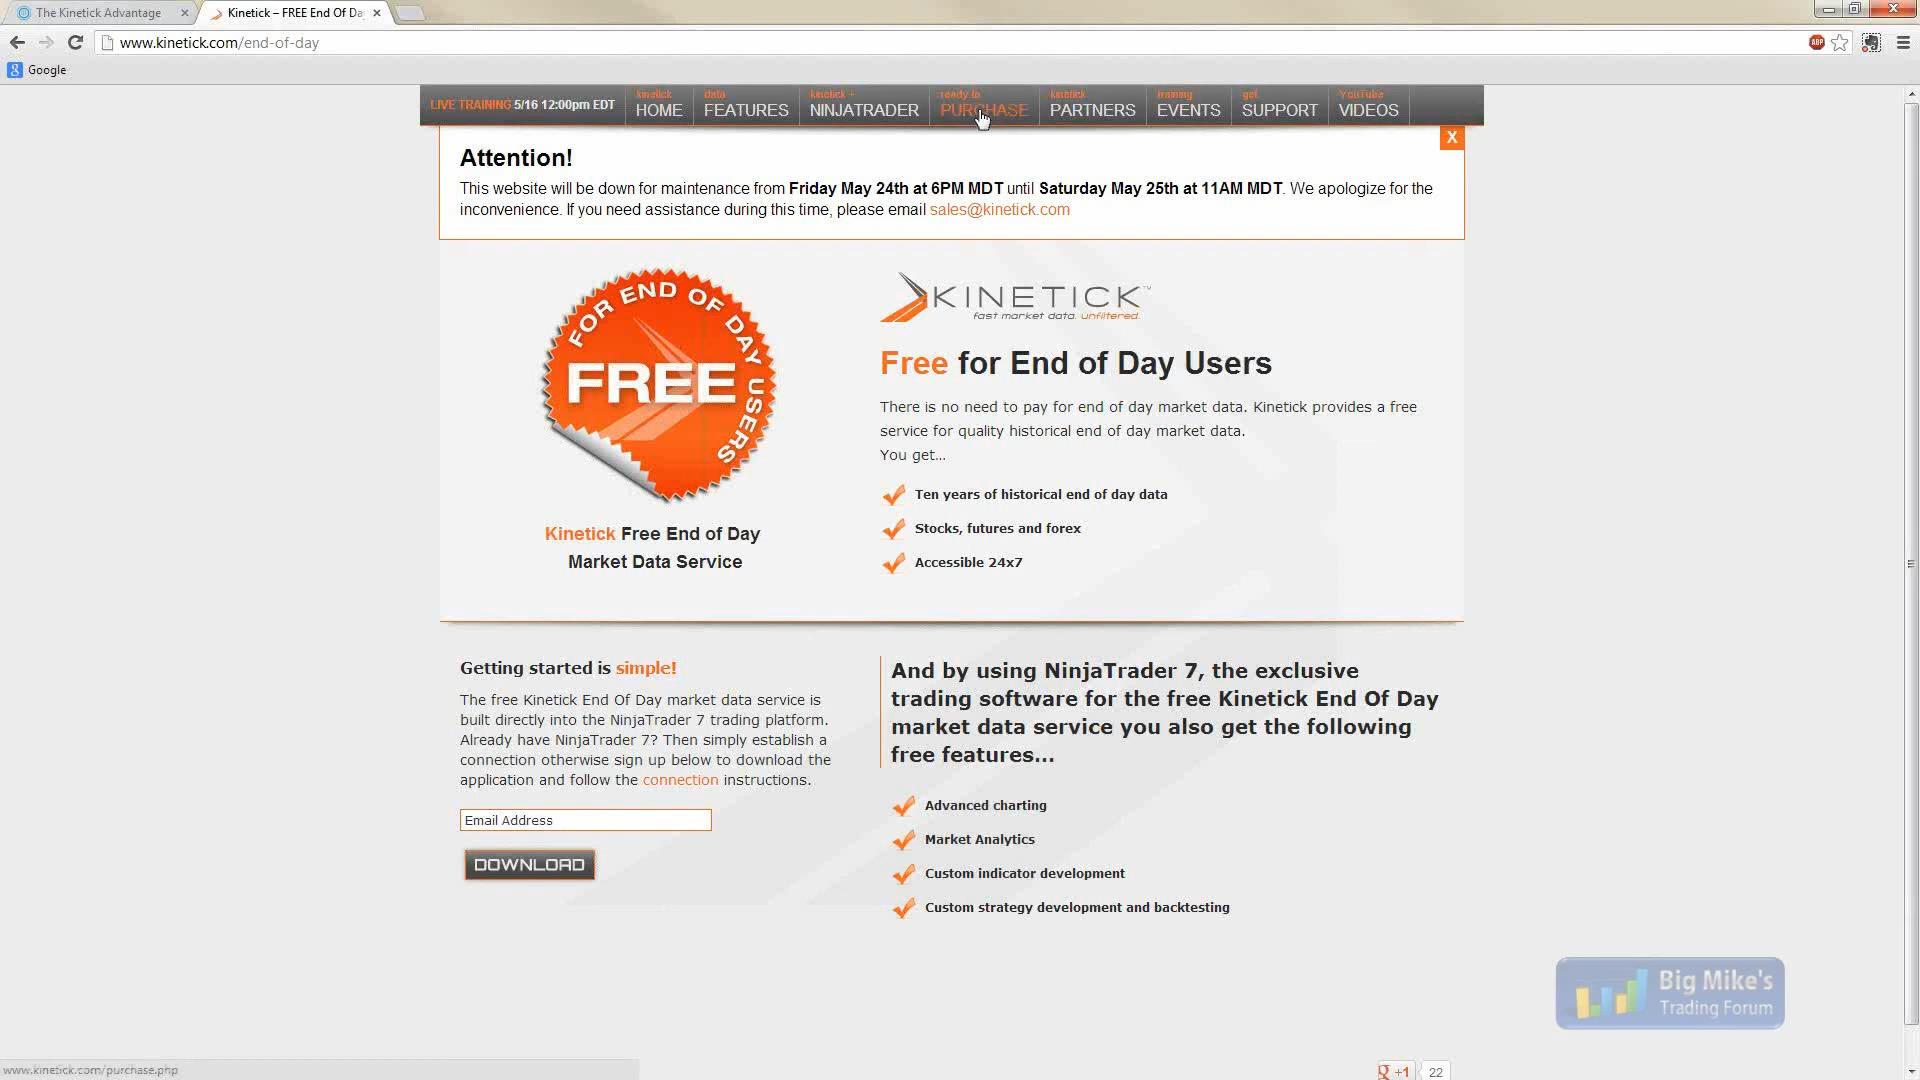 The Kinetick Advantage
Kinetick – FREE End Of Da
www.kinetick.com/end-of-day
ABP
Google
LIVE TRAINING 5/16 12:00pm EDT
kinetick
HOME
data
FEATURES
kinetick +
NINJATRADER
ready to
PURCHASE
kinetick
PARTNERS
training
EVENTS
get
SUPPORT
YouTube
VIDEOS
X
Attention!
This website will be down for maintenance from Friday May 24th at 6PM MDT until Saturday May 25th at 11AM MDT. We apologize for the
inconvenience. If you need assistance during this time, please email sales@kinetick.com
FOR END OF DAY USERS
FREE
Kinetick Free End of Day
Market Data Service
KINETICK™
fast market data. unfiltered.
Free for End of Day Users
There is no need to pay for end of day market data. Kinetick provides a free
service for quality historical end of day market data.
You get...
Ten years of historical end of day data
Stocks, futures and forex
Accessible 24x7
Getting started is simple!
The free Kinetick End Of Day market data service is
built directly into the NinjaTrader 7 trading platform.
Already have NinjaTrader 7? Then simply establish a
connection otherwise sign up below to download the
application and follow the connection instructions.
Email Address
DOWNLOAD
And by using NinjaTrader 7, the exclusive
trading software for the free Kinetick End Of Day
market data service you also get the following
free features...
Advanced charting
Market Analytics
Custom indicator development
Custom strategy development and backtesting
Big Mike's
Trading Forum
www.kinetick.com/purchase.php
+1
22